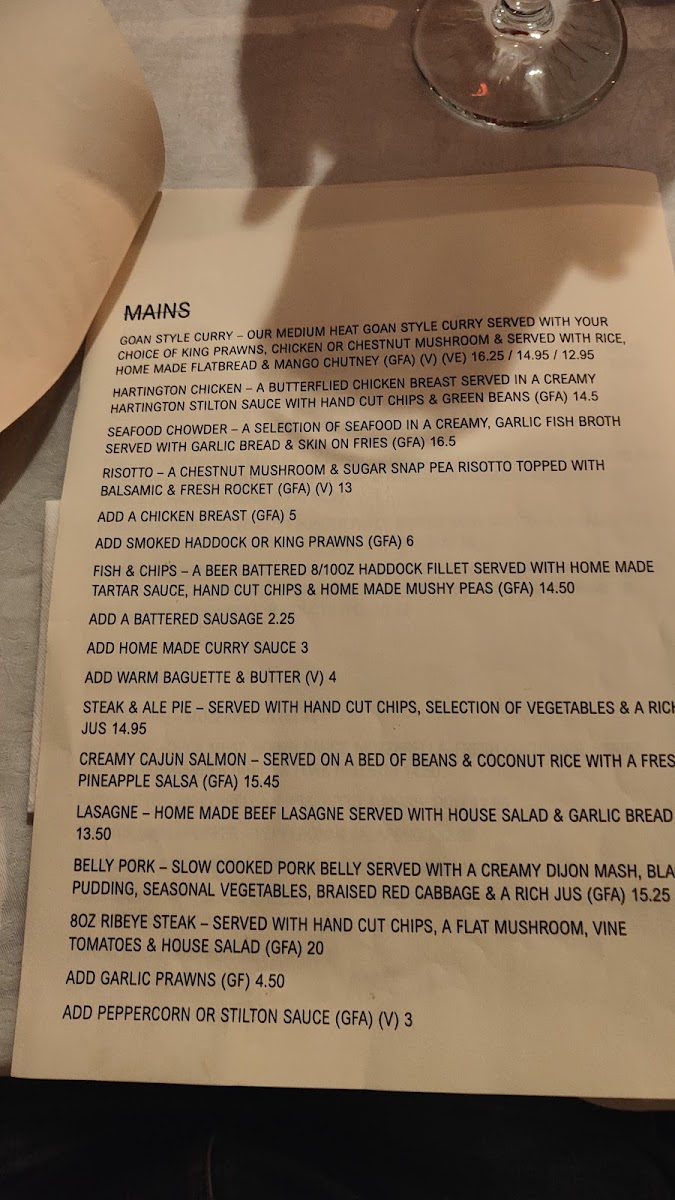 MAINS
GOAN STYLE CURRY – OUR MEDIUM HEAT GOAN STYLE CURRY SERVED WITH YOUR
CHOICE OF KING PRAWNS, CHICKEN OR CHESTNUT MUSHROOM & SERVED WITH RICE,
HOME MADE FLATBREAD & MANGO CHUTNEY (GFA) (V) (VE) 16.25 / 14.95 / 12.95
HARTINGTON CHICKEN – A BUTTERFLIED CHICKEN BREAST SERVED IN A CREAMY
HARTINGTON STILTON SAUCE WITH HAND CUT CHIPS & GREEN BEANS (GFA) 14.5
SEAFOOD CHOWDER – A SELECTION OF SEAFOOD IN A CREAMY, GARLIC FISH BROTH
SERVED WITH GARLIC BREAD & SKIN ON FRIES (GFA) 16.5
RISOTTO – A CHESTNUT MUSHROOM & SUGAR SNAP PEA RISOTTO TOPPED WITH
BALSAMIC & FRESH ROCKET (GFA) (V) 13
ADD A CHICKEN BREAST (GFA) 5
ADD SMOKED HADDOCK OR KING PRAWNS (GFA) 6
FISH & CHIPS – A BEER BATTERED 8/10OZ HADDOCK FILLET SERVED WITH HOME MADE
TARTAR SAUCE, HAND CUT CHIPS & HOME MADE MUSHY PEAS (GFA) 14.50
ADD A BATTERED SAUSAGE 2.25
ADD HOME MADE CURRY SAUCE 3
ADD WARM BAGUETTE & BUTTER (V) 4
STEAK & ALE PIE – SERVED WITH HAND CUT CHIPS, SELECTION OF VEGETABLES & A RICH
JUS 14.95
CREAMY CAJUN SALMON – SERVED ON A BED OF BEANS & COCONUT RICE WITH A FRES
PINEAPPLE SALSA (GFA) 15.45
LASAGNE – HOME MADE BEEF LASAGNE SERVED WITH HOUSE SALAD & GARLIC BREAD
13.50
BELLY PORK – SLOW COOKED PORK BELLY SERVED WITH A CREAMY DIJON MASH, BLA
PUDDING, SEASONAL VEGETABLES, BRAISED RED CABBAGE & A RICH JUS (GFA) 15.25
8OZ RIBEYE STEAK – SERVED WITH HAND CUT CHIPS, A FLAT MUSHROOM, VINE
TOMATOES & HOUSE SALAD (GFA) 20
ADD GARLIC PRAWNS (GF) 4.50
ADD PEPPERCORN OR STILTON SAUCE (GFA) (V) 3